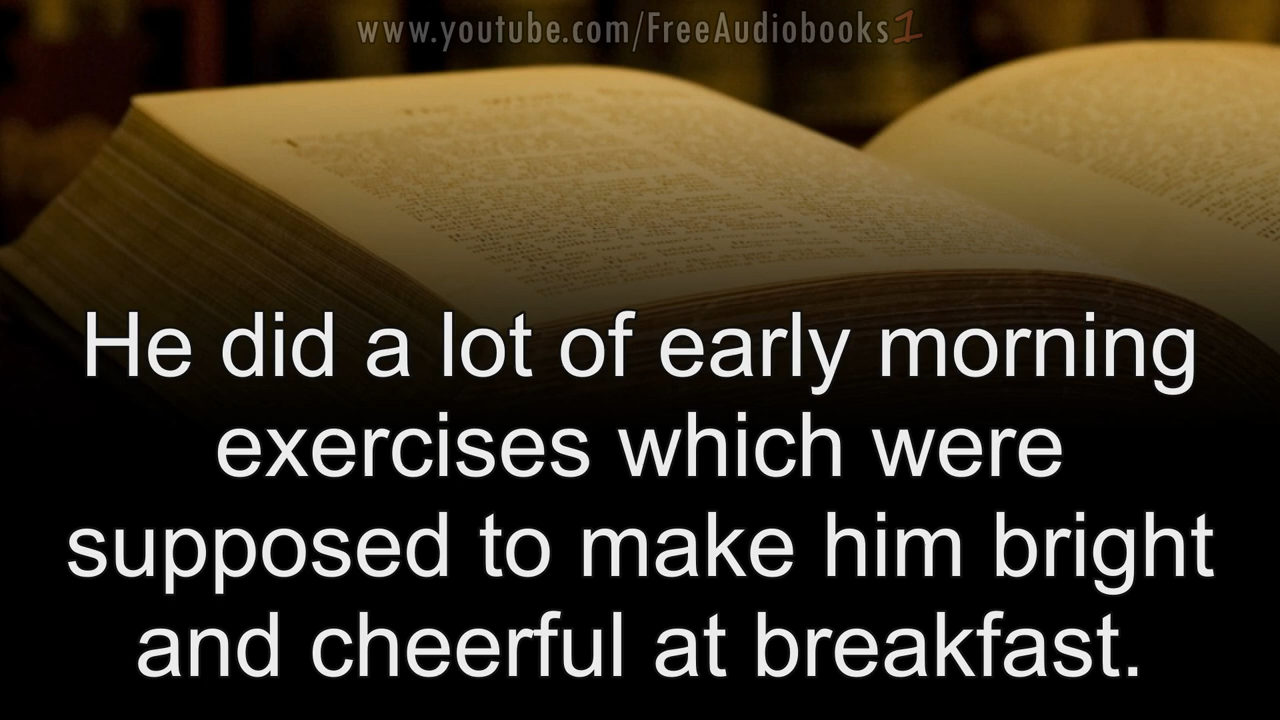 www.youtube.com/FreeAudiobooks1
He did a lot of early morning
exercises which were
supposed to make him bright
and cheerful at breakfast.